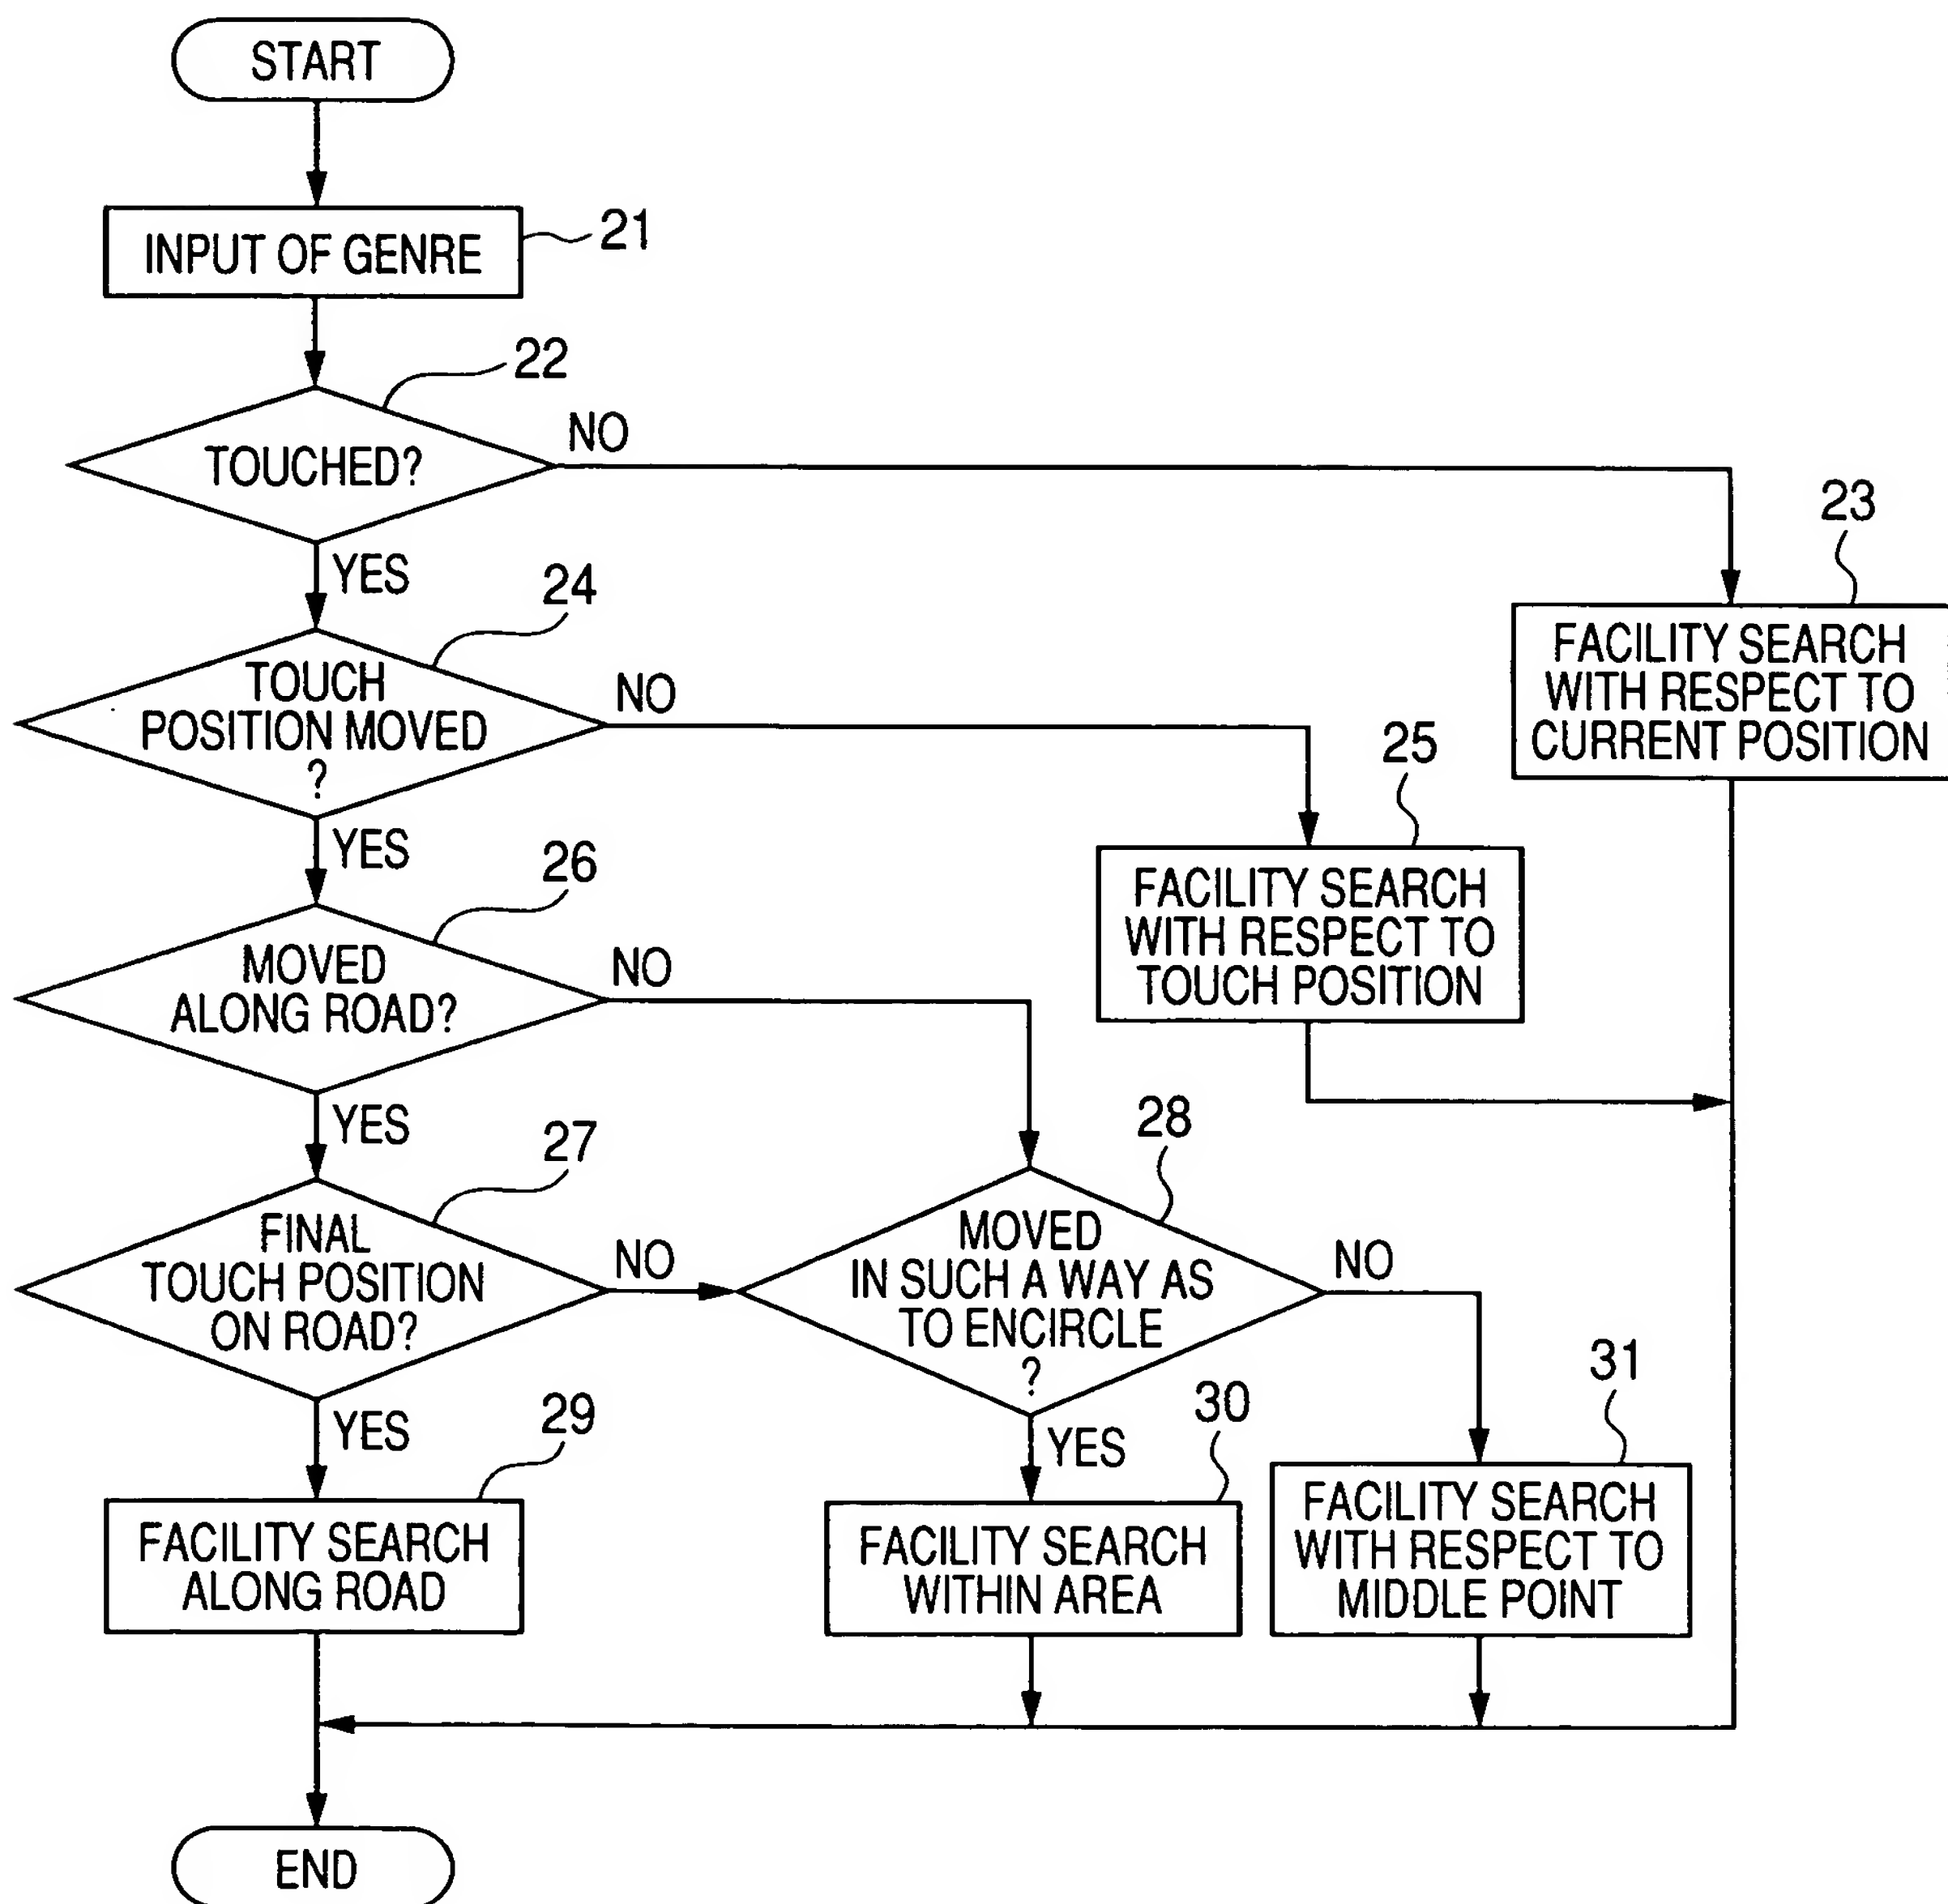 START
INPUT OF GENRE
21
22
TOUCHED?
NO
YES
23
FACILITY SEARCH
WITH RESPECT TO
CURRENT POSITION
24
TOUCH
POSITION MOVED
?
NO
YES
25
FACILITY SEARCH
WITH RESPECT TO
TOUCH POSITION
26
MOVED
ALONG ROAD?
NO
YES
27
FINAL
TOUCH POSITION
ON ROAD?
NO
YES
28
MOVED
IN SUCH A WAY AS
TO ENCIRCLE
?
NO
YES
29
FACILITY SEARCH
ALONG ROAD
30
FACILITY SEARCH
WITHIN AREA
31
FACILITY SEARCH
WITH RESPECT TO
MIDDLE POINT
END